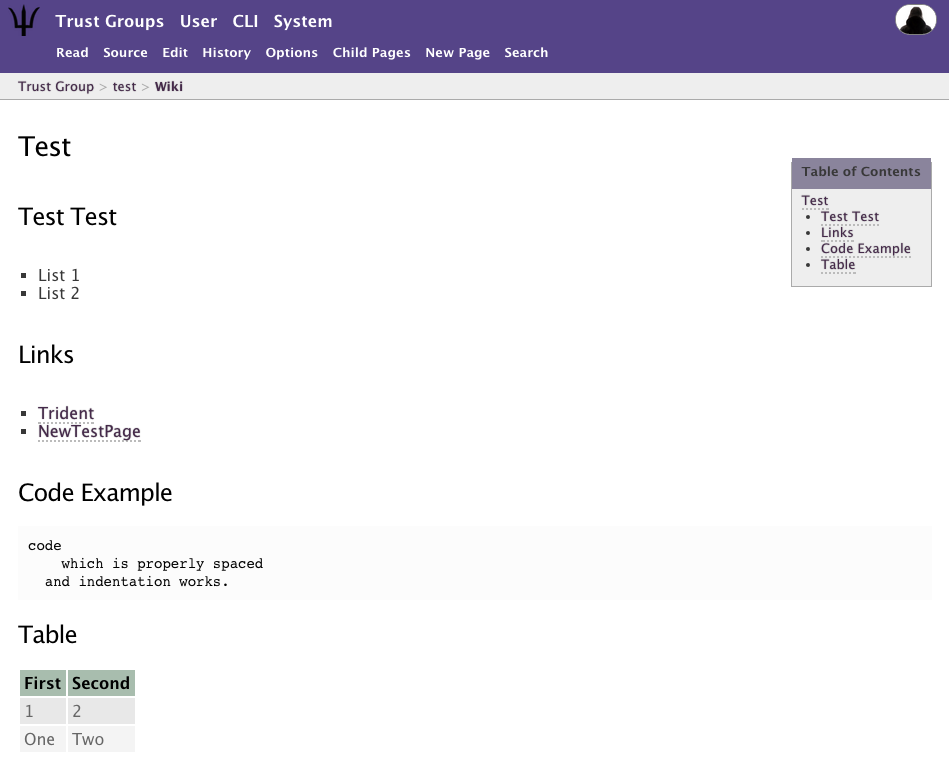 Trust Groups User CLI System
Read Source Edit History Options Child Pages New Page Search
Trust Group > test > Wiki
Test
Table of Contents
Test
Test Test
Links
Code Example
Table
Test Test
List 1
List 2
Links
Trident
NewTestPage
Code Example
code
    which is properly spaced
  and indentation works.
Table
First Second
1 2
One Two